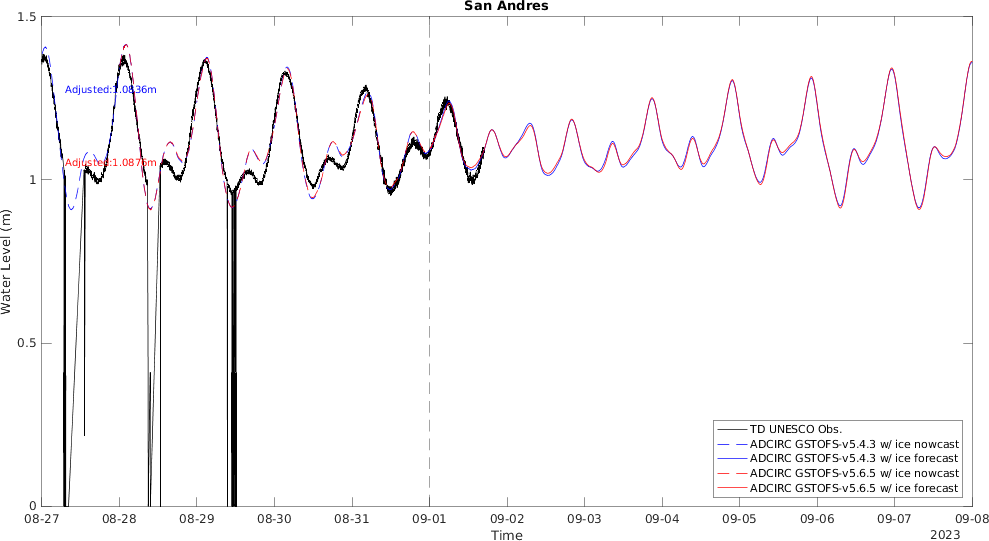 San Andres
1.5
Adjusted:1.0836m
Adjusted:1.0875m
1
Water Level (m)
0.5
TD UNESCO Obs.
ADCIRC GSTOFS-v5.4.3 w/ ice nowcast
ADCIRC GSTOFS-v5.4.3 w/ ice forecast
ADCIRC GSTOFS-v5.6.5 w/ ice nowcast
ADCIRC GSTOFS-v5.6.5 w/ ice forecast
0
08-27 08-28 08-29 08-30 08-31 09-01 09-02 09-03 09-04 09-05 09-06 09-07 09-08
Time
2023